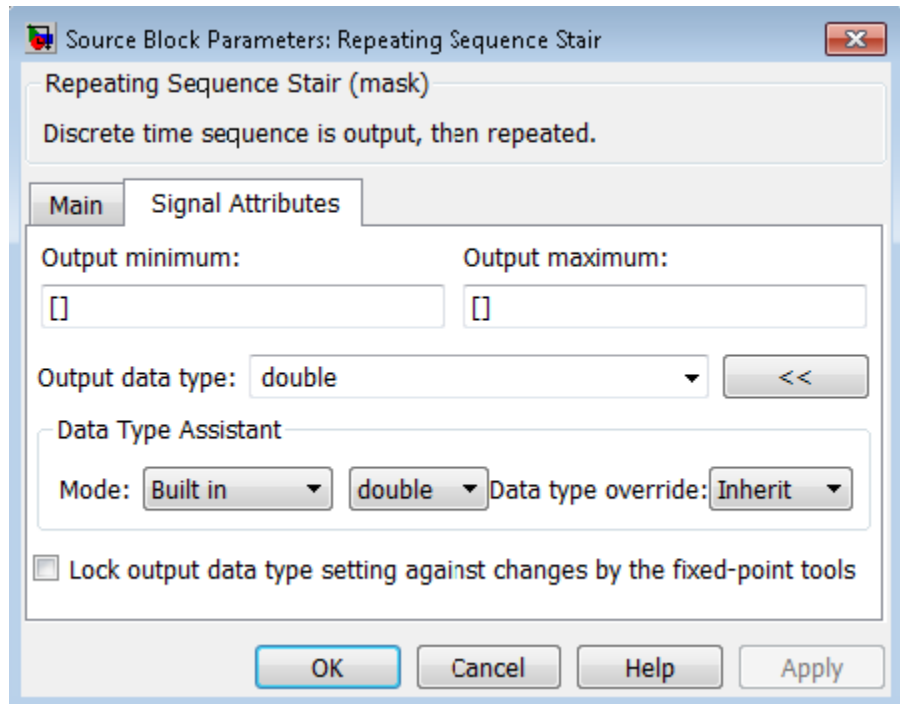 Source Block Parameters: Repeating Sequence Stair
Repeating Sequence Stair (mask)
Discrete time sequence is output, then repeated.
Main Signal Attributes
Output minimum: Output maximum:
[] []
Output data type: double <<
Data Type Assistant
Mode: Built in double Data type override: Inherit
Lock output data type setting against changes by the fixed-point tools
OK Cancel Help Apply